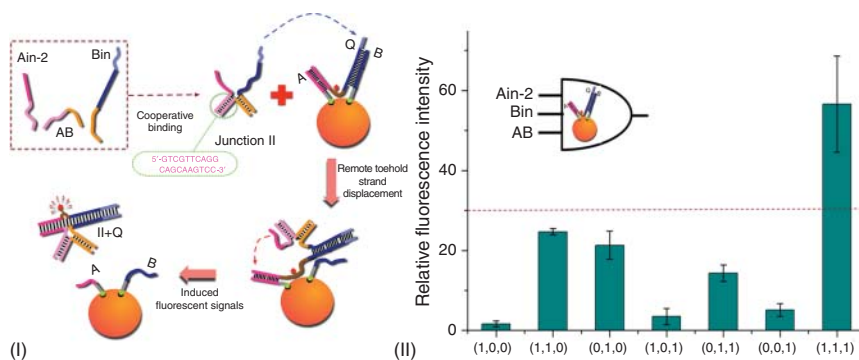 Ain-2
Bin
AB
Cooperative
binding
Junction II
5'-GTCGTTCAGG
CAGCAAGTCC-3'
A
Q
B
Remote toehold
strand
displacement
II+Q
A
B
Induced
fluorescent signals
(I)
Relative fluorescence intensity
60
40
20
0
Ain-2
Bin
AB
(1,0,0)
(1,1,0)
(0,1,0)
(1,0,1)
(0,1,1)
(0,0,1)
(1,1,1)
(II)